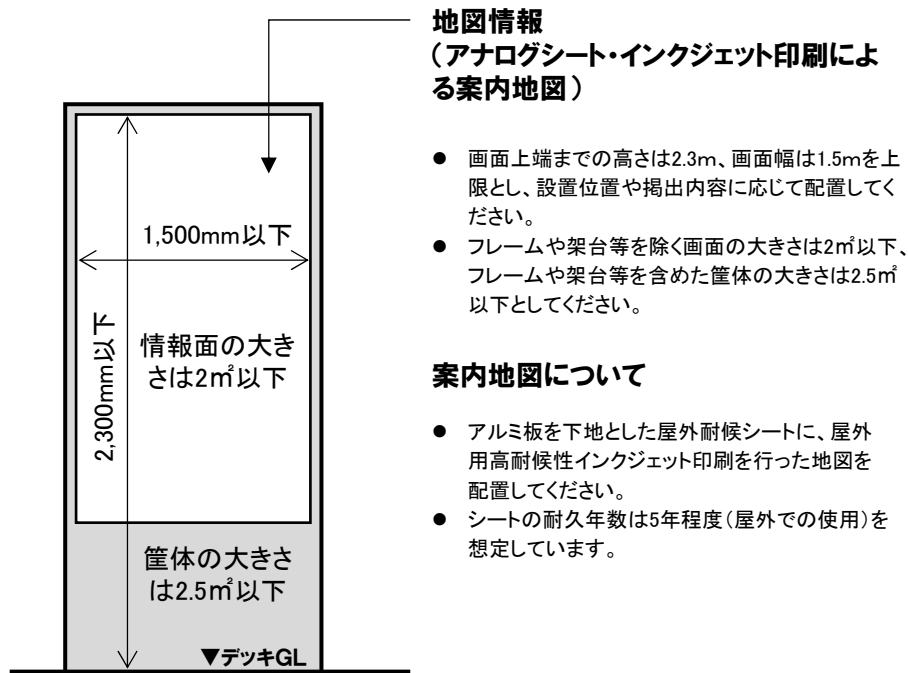 地図情報
（アナログシート・インクジェット印刷によ
る案内地図）
● 画面上端までの高さは2.3m、画面幅は1.5mを上
限とし、設置位置や掲出内容に応じて配置してく
ださい。
● フレームや架台等を除く画面の大きさは2㎡以下、
フレームや架台等を含めた筐体の大きさは2.5㎡
以下としてください。
案内地図について
● アルミ板を下地とした屋外耐候シートに、屋外
用高耐候性インクジェット印刷を行った地図を
配置してください。
● シートの耐久年数は5年程度（屋外での使用）を
想定しています。
1,500mm以下
2,300mm以下
情報面の大き
さは2㎡以下
筐体の大きさ
は2.5㎡以下
▼デッキGL